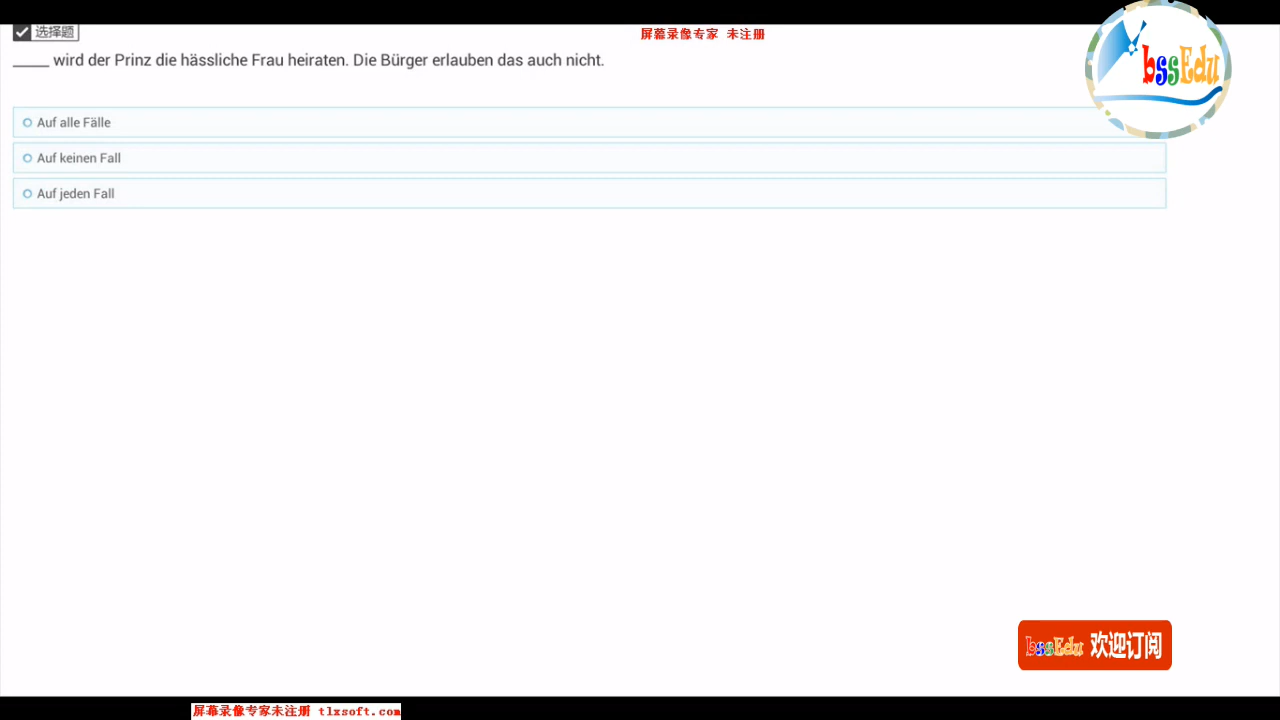 选择题
屏幕录像专家 未注册
_____ wird der Prinz die hässliche Frau heiraten. Die Bürger erlauben das auch nicht.
bssEdu
Auf alle Fälle
Auf keinen Fall
Auf jeden Fall
bssEdu 欢迎订阅
屏幕录像专家未注册 tlxsoft.com